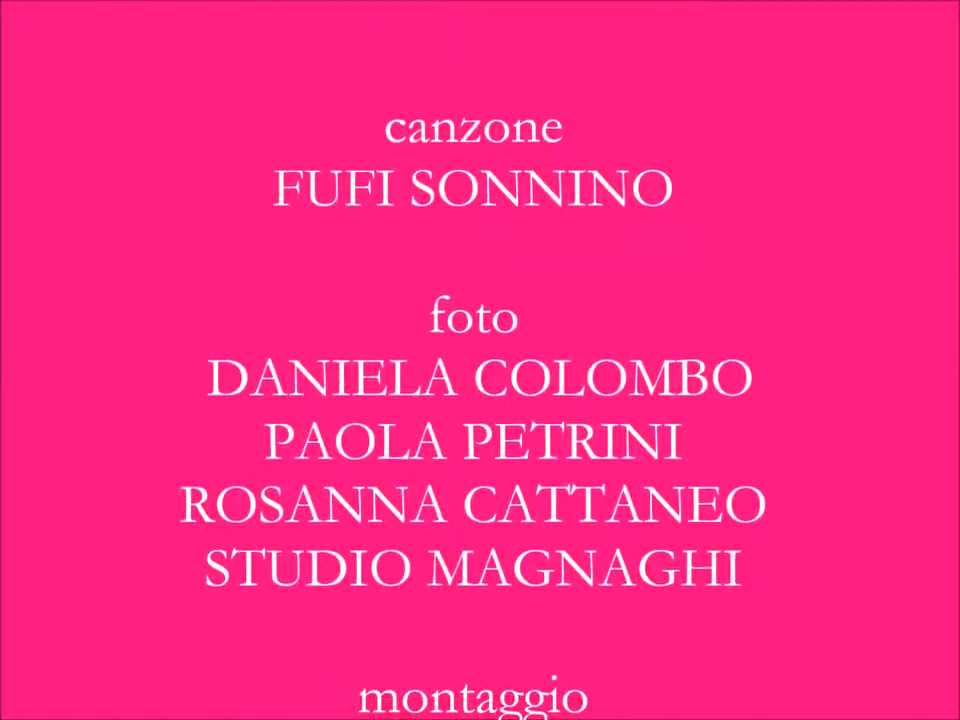 canzone
FUFI SONNINO
foto
DANIELA COLOMBO
PAOLA PETRINI
ROSANNA CATTANEO
STUDIO MAGNAGHI
montaggio